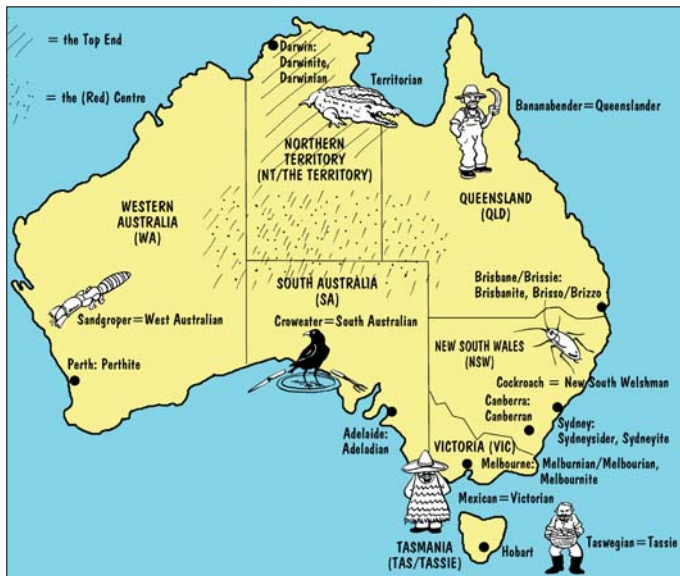 = the Top End
= the (Red) Centre
Darwin:
Darwinite,
Darwinian
Territorian
Bananabender=Queenslander
NORTHERN
TERRITORY
(NT/THE TERRITORY)
WESTERN
AUSTRALIA
(WA)
QUEENSLAND
(QLD)
SOUTH AUSTRALIA
(SA)
Brisbane/Brissie:
Brisbanite, Brisso/Brizzo
Sandgroper=West Australian
Croweater=South Australian
NEW SOUTH WALES
(NSW)
Perth: Perthite
Cockroach = New South Welshman
Canberra:
Canberran
Sydney:
Sydneysider, Sydneyite
Adelaide:
Adeladian
VICTORIA (VIC)
Melbourne: Melburnian/Melbourian,
Melbournite
Mexican=Victorian
TASMANIA
(TAS/TASSIE)
Hobart
Taswegian=Tassie